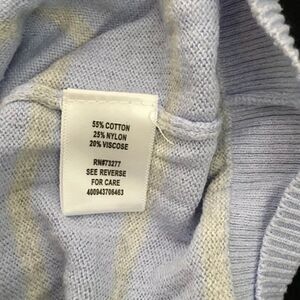 55% COTTON
25% NYLON
20% VISCOSE
RN#73277
SEE REVERSE
FOR CARE
400943706463